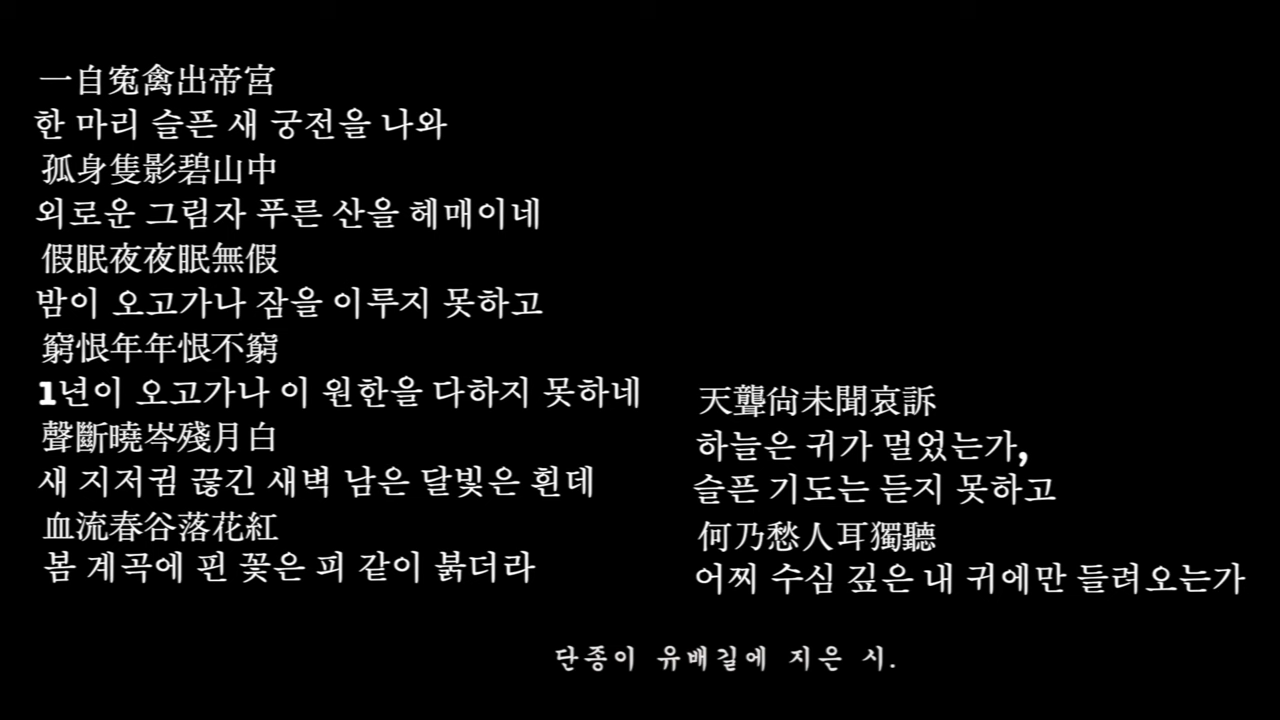 一自寃禽出帝宮
한 마리 슬픈 새 궁전을 나와
孤身隻影碧山中
외로운 그림자 푸른 산을 헤매이네
假眠夜夜眠無假
밤이 오고가나 잠을 이루지 못하고
窮恨年年恨不窮
1년이 오고가나 이 원한을 다하지 못하네
聲斷曉岑殘月白
새 지저귐 끊긴 새벽 남은 달빛은 흰데
血流春谷落花紅
봄 계곡에 핀 꽃은 피 같이 붉더라
天聾尙未聞哀訴
하늘은 귀가 멀었는가,
슬픈 기도는 듣지 못하고
何乃愁人耳獨聽
어찌 수심 깊은 내 귀에만 들려오는가
단종이 유배길에 지은 시.